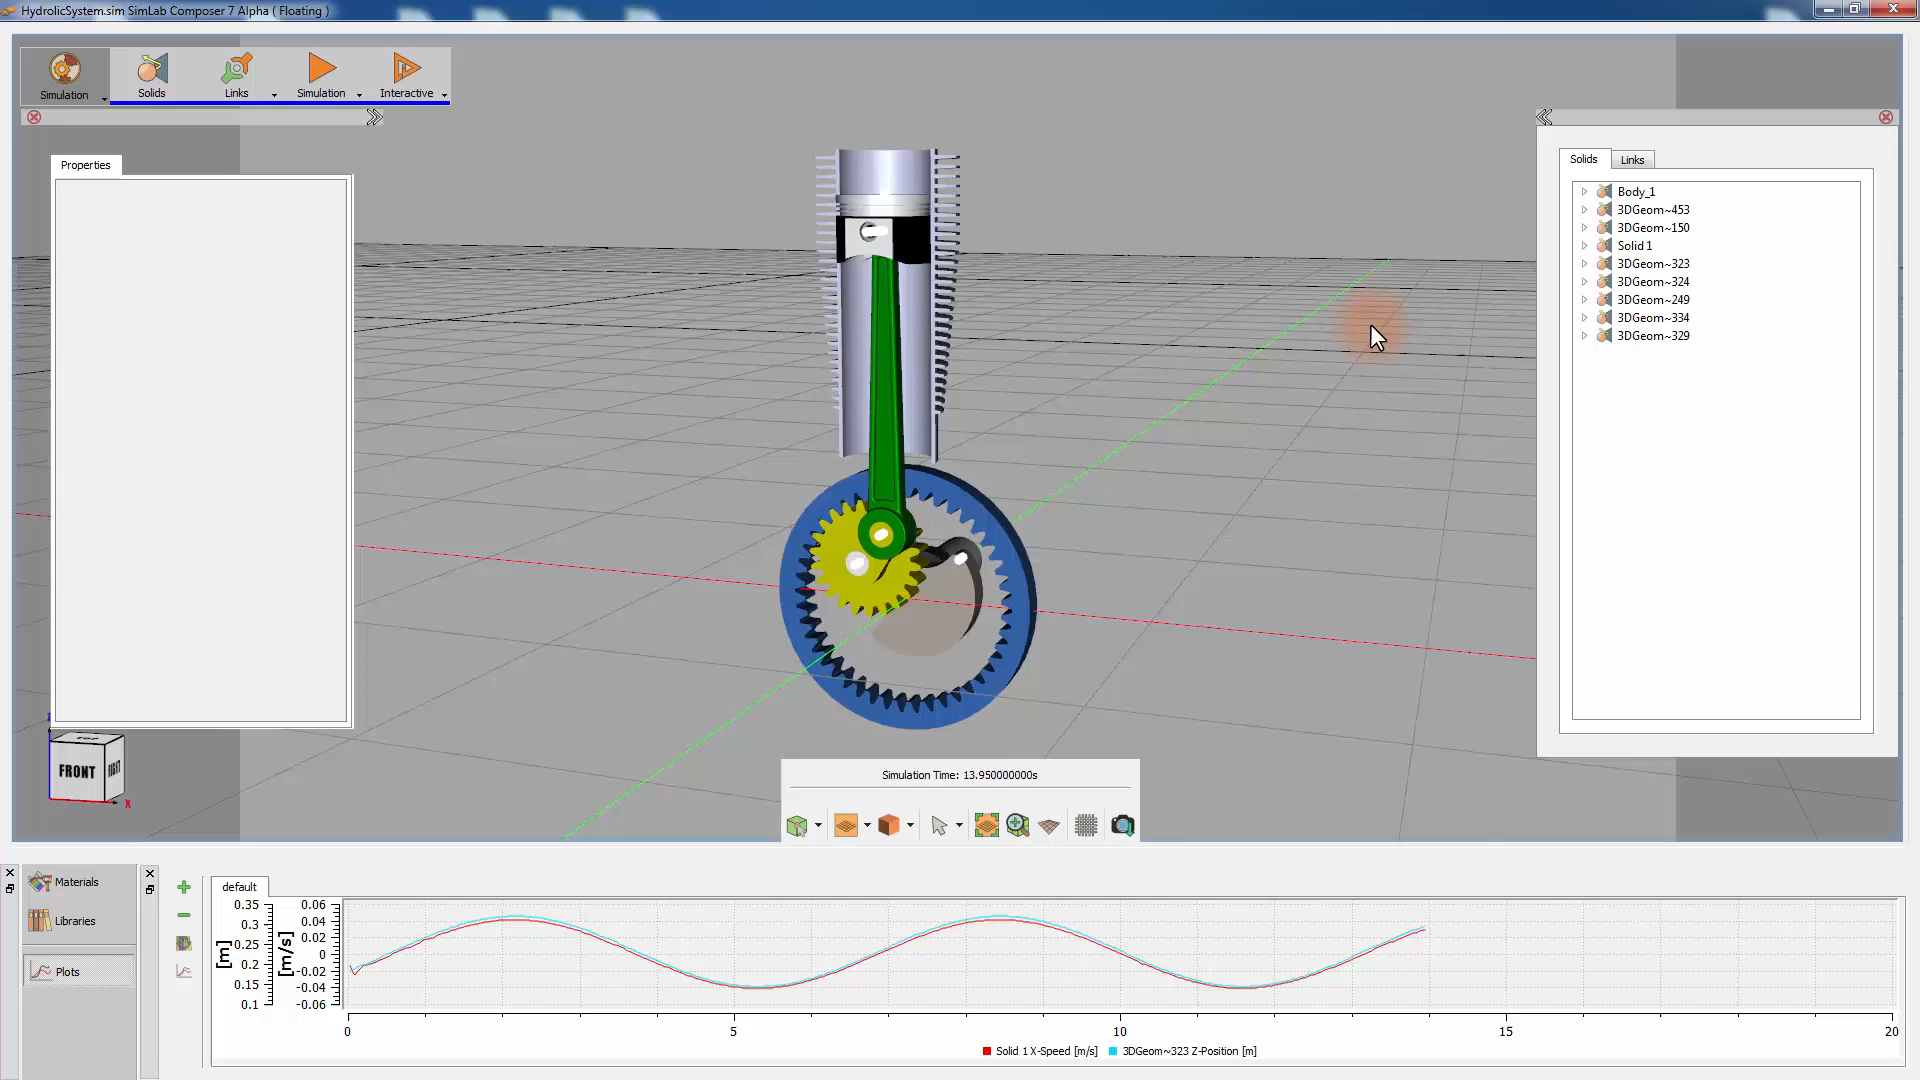 HydrolicSystem.sim SimLab Composer 7 Alpha ( Floating )
Simulation
Solids
Links
Simulation
Interactive
Properties
Solids
Links
Body_1
3DGeom~453
3DGeom~150
Solid 1
3DGeom~323
3DGeom~324
3DGeom~249
3DGeom~334
3DGeom~329
TOP
FRONT
RIGHT
X
Simulation Time: 13.950000000s
Materials
Libraries
Plots
default
0.35
0.3
0.25
0.2
0.15
0.1
[m]
0.06
0.04
0.02
0
-0.02
-0.04
-0.06
[m/s]
0
5
10
15
20
Solid 1 X-Speed [m/s]
3DGeom~323 Z-Position [m]